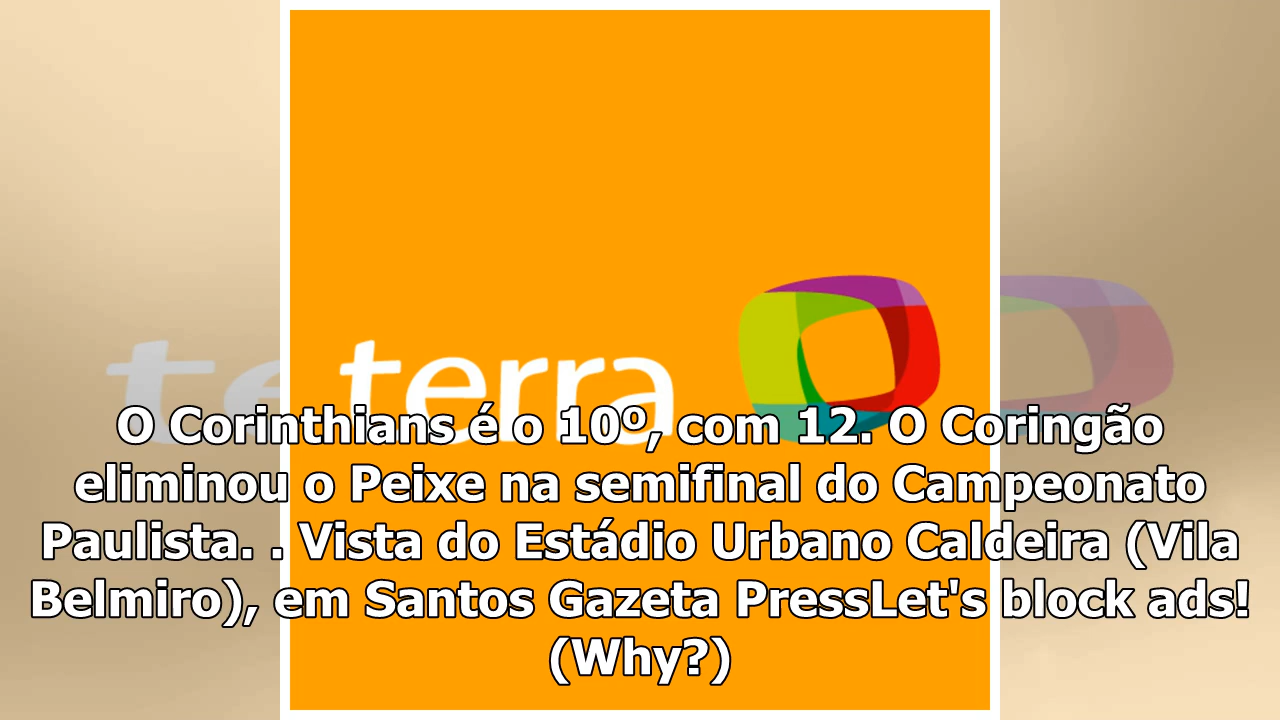 te
terra
O Corinthians é o 10º, com 12. O Coringão
eliminou o Peixe na semifinal do Campeonato
Paulista. . Vista do Estádio Urbano Caldeira (Vila
Belmiro), em Santos Gazeta PressLet's block ads!
(Why?)